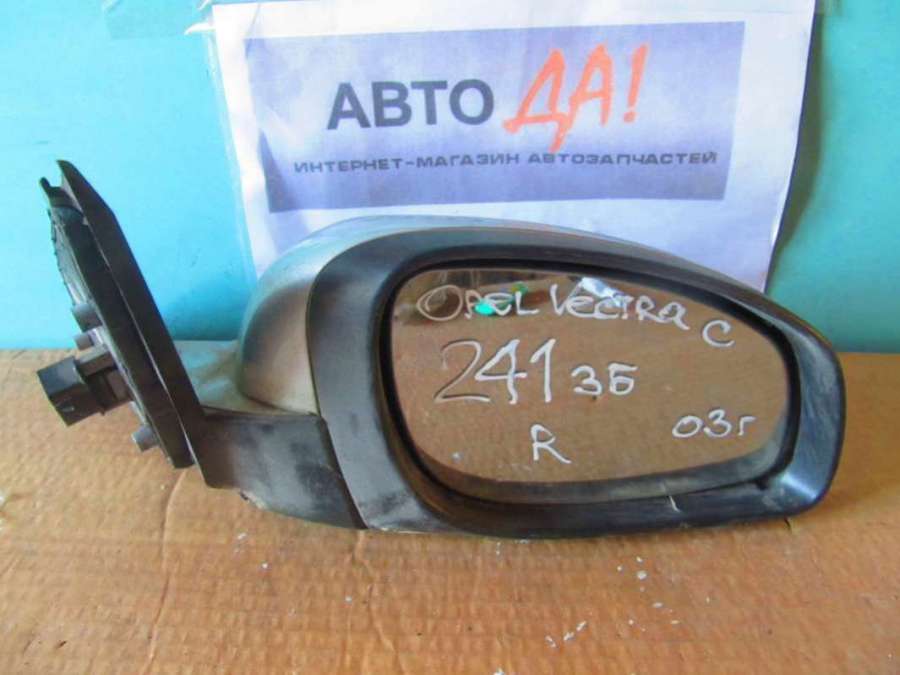 АВТО ДА!
ИНТЕРНЕТ-МАГАЗИН АВТОЗАПЧАСТЕЙ
OPEL VECTRA C
241 3Б
R 03г